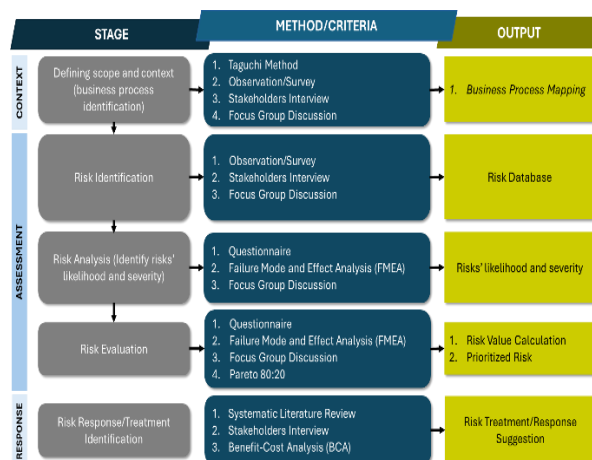 STAGE
METHOD/CRITERIA
OUTPUT
CONTEXT
Defining scope and context
(business process
identification)
1. Taguchi Method
2. Observation/Survey
3. Stakeholders Interview
4. Focus Group Discussion
1. Business Process Mapping
ASSESSMENT
Risk Identification
1. Observation/Survey
2. Stakeholders Interview
3. Focus Group Discussion
Risk Database
Risk Analysis (Identify risks'
likelihood and severity)
1. Questionnaire
2. Failure Mode and Effect Analysis (FMEA)
3. Focus Group Discussion
Risks' likelihood and severity
Risk Evaluation
1. Questionnaire
2. Failure Mode and Effect Analysis (FMEA)
3. Focus Group Discussion
4. Pareto 80:20
1. Risk Value Calculation
2. Prioritized Risk
RESPONSE
Risk Response/Treatment
Identification
1. Systematic Literature Review
2. Stakeholders Interview
3. Benefit-Cost Analysis (BCA)
Risk Treatment/Response
Suggestion